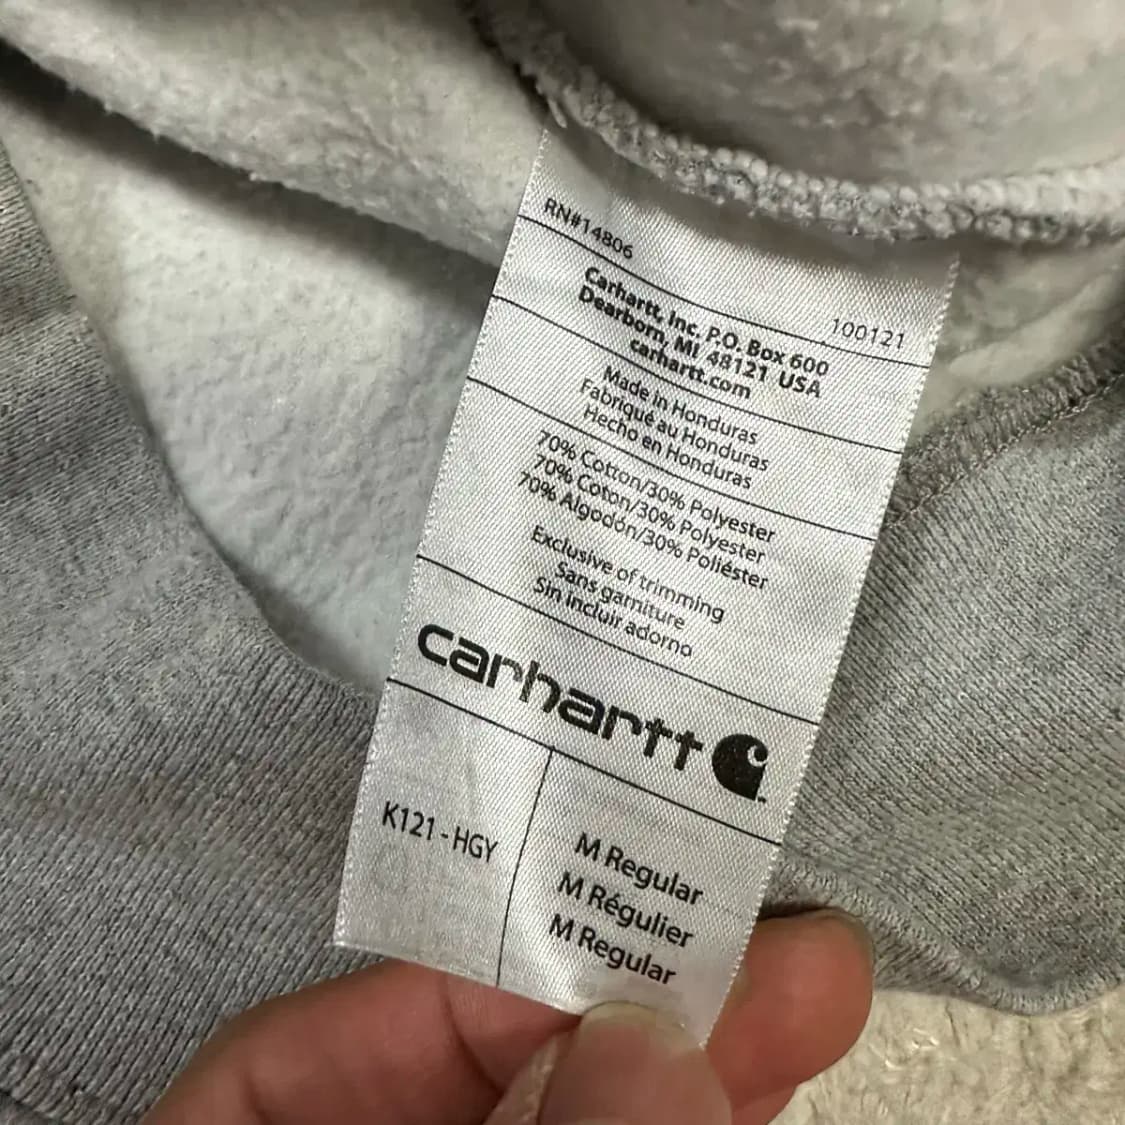 RN#14806
100121
Carhartt, Inc. P.O. Box 600
Dearborn, MI 48121 USA
carhartt.com
Made in Honduras
Fabriqué au Honduras
Hecho en Honduras
70% Cotton/30% Polyester
70% Coton/30% Polyester
70% Algodón/30% Poliéster
Exclusive of trimming
Sans garniture
Sin incluir adorno
carhartt
K121 - HGY
M Regular
M Régulier
M Regular